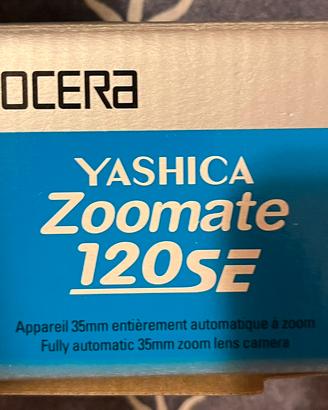 OCERA
YASHICA
Zoomate
120SE
Appareil 35mm entièrement automatique à zoom
Fully automatic 35mm zoom lens camera